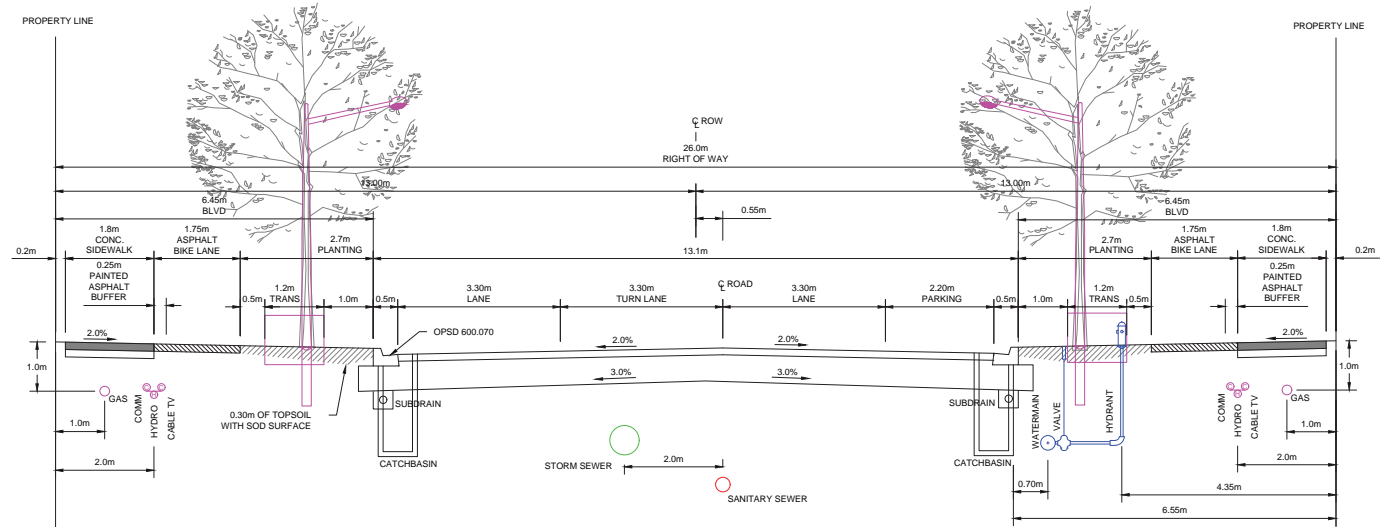 PROPERTY LINE
PROPERTY LINE
℄ ROW
26.0m
RIGHT OF WAY
13.00m
13.00m
6.45m
BLVD
0.55m
6.45m
BLVD
0.2m
1.8m
CONC.
SIDEWALK
1.75m
ASPHALT
BIKE LANE
2.7m
PLANTING
13.1m
2.7m
PLANTING
1.75m
ASPHALT
BIKE LANE
1.8m
CONC.
SIDEWALK
0.2m
0.25m
PAINTED
ASPHALT
BUFFER
0.5m
1.2m
TRANS
1.0m
0.5m
3.30m
LANE
3.30m
TURN LANE
℄ ROAD
3.30m
LANE
2.20m
PARKING
0.5m
1.0m
1.2m
TRANS
0.5m
0.25m
PAINTED
ASPHALT
BUFFER
2.0%
OPSD 600.070
2.0%
2.0%
2.0%
1.0m
3.0%
3.0%
1.0m
GAS
COMM
HYDRO
CABLE TV
0.30m OF TOPSOIL
WITH SOD SURFACE
SUBDRAIN
SUBDRAIN
WATERMAIN
VALVE
HYDRANT
COMM
HYDRO
CABLE TV
GAS
1.0m
1.0m
2.0m
CATCHBASIN
STORM SEWER
2.0m
CATCHBASIN
2.0m
SANITARY SEWER
0.70m
4.35m
6.55m